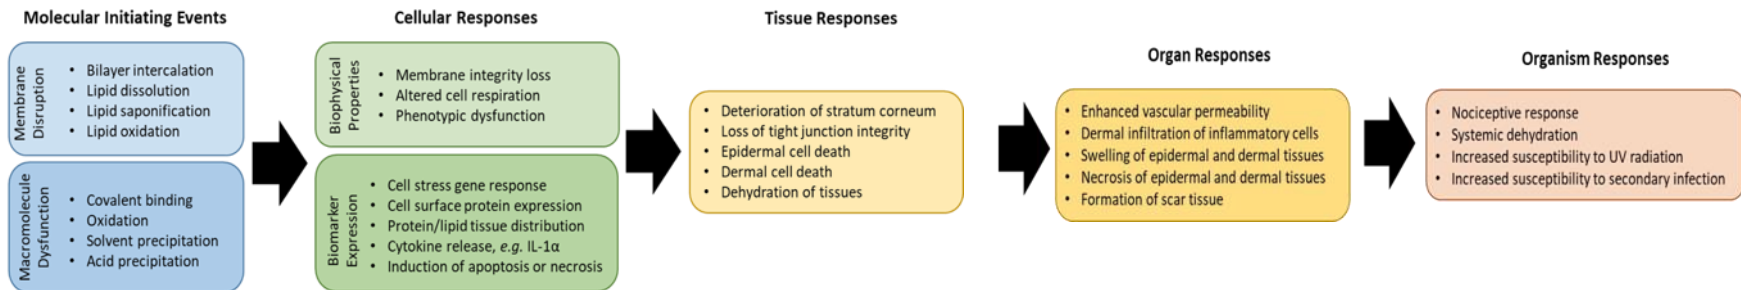 Molecular Initiating Events
Membrane
Disruption
• Bilayer intercalation
• Lipid dissolution
• Lipid saponification
• Lipid oxidation
Macromolecule
Dysfunction
• Covalent binding
• Oxidation
• Solvent precipitation
• Acid precipitation
Cellular Responses
Biophysical
Properties
• Membrane integrity loss
• Altered cell respiration
• Phenotypic dysfunction
Biomarker
Expression
• Cell stress gene response
• Cell surface protein expression
• Protein/lipid tissue distribution
• Cytokine release, e.g. IL-1α
• Induction of apoptosis or necrosis
Tissue Responses
• Deterioration of stratum corneum
• Loss of tight junction integrity
• Epidermal cell death
• Dermal cell death
• Dehydration of tissues
Organ Responses
• Enhanced vascular permeability
• Dermal infiltration of inflammatory cells
• Swelling of epidermal and dermal tissues
• Necrosis of epidermal and dermal tissues
• Formation of scar tissue
Organism Responses
• Nociceptive response
• Systemic dehydration
• Increased susceptibility to UV radiation
• Increased susceptibility to secondary infection